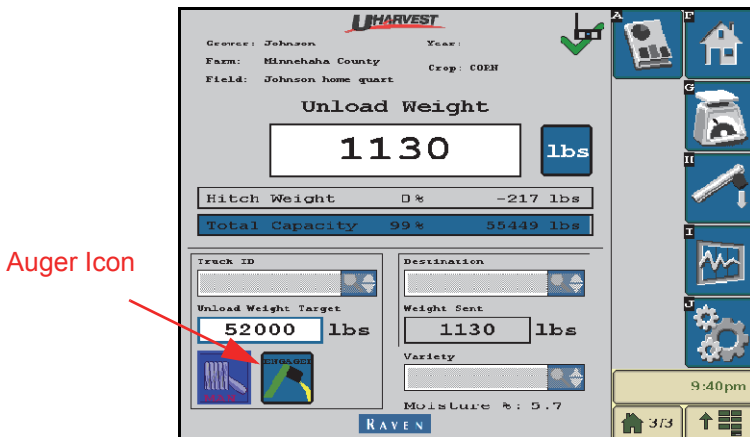 UHARVEST
Grower: Johnson Year:
Farm: Minnehaha County Crop: CORN
Field: Johnson home quart
Unload Weight
1130 lbs
Hitch Weight 0% -217 lbs
Total Capacity 99% 55449 lbs
Auger Icon
Truck ID
Destination
Unload Weight Target
52000 lbs
Weight Sent
1130 lbs
ENGAGED
Variety
Moisture %: 5.7
RAVEN
A
F
G
H
I
J
9:40pm
3/3